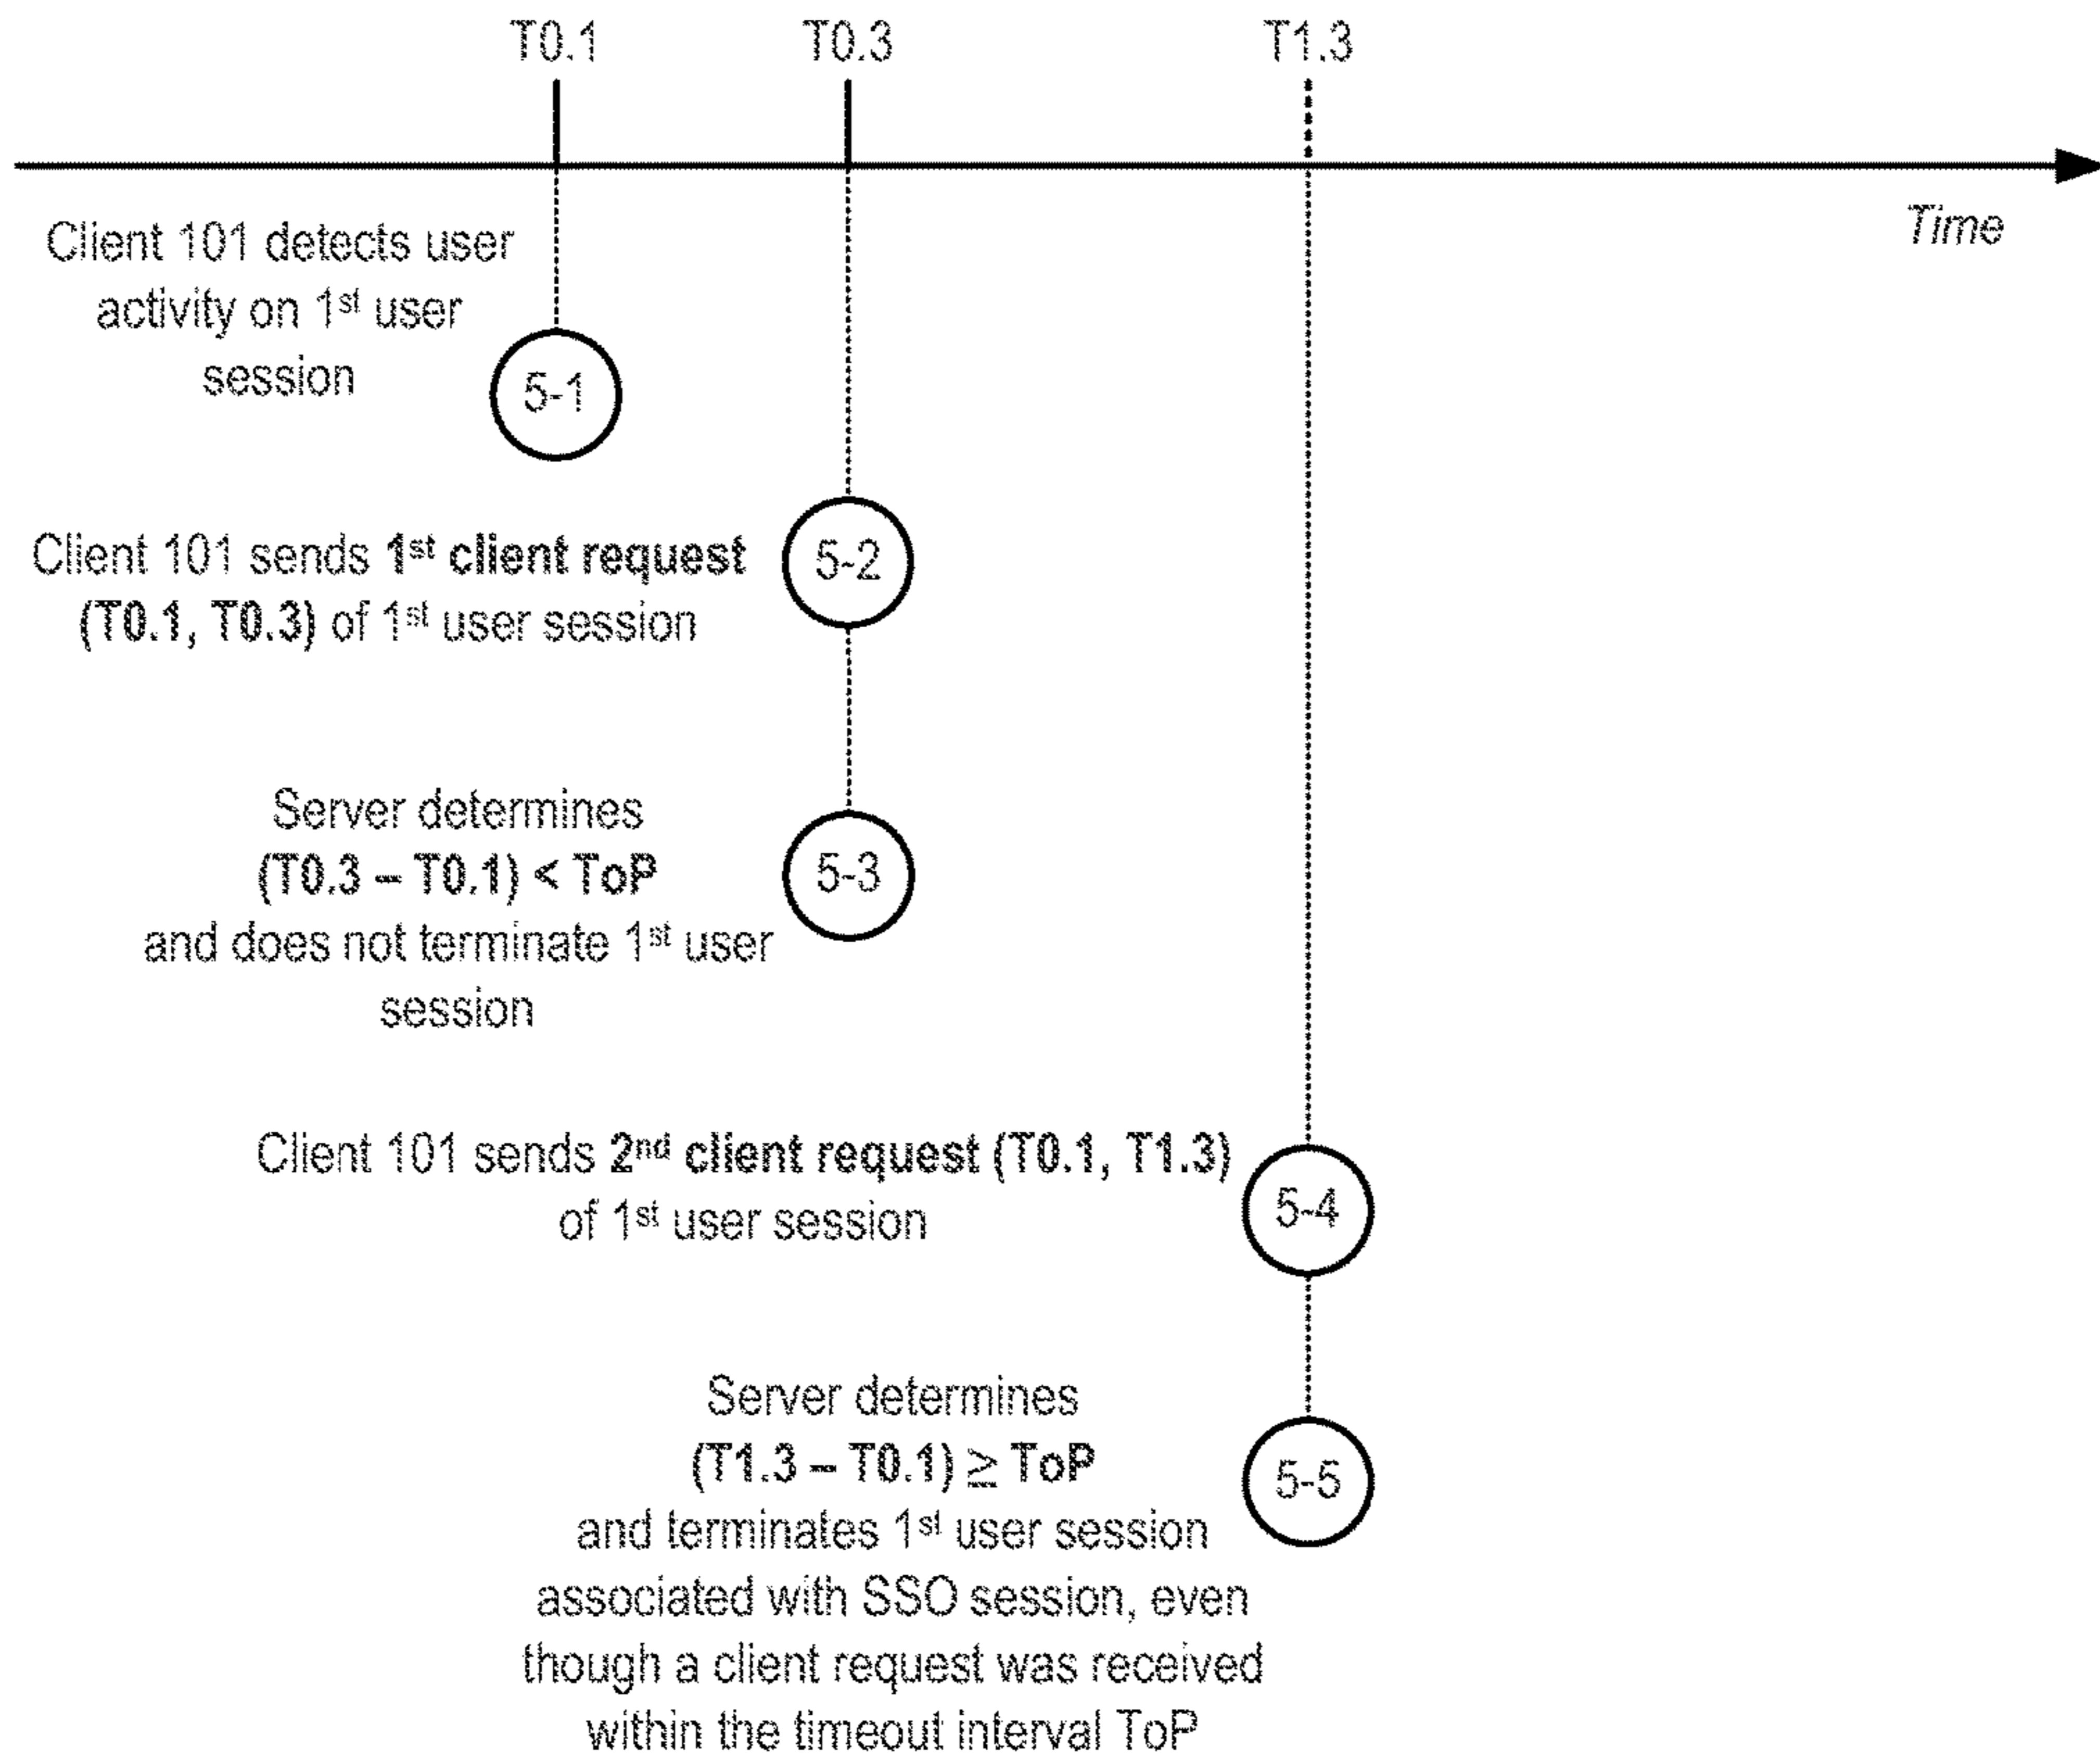 T0.1 T0.3 T1.3
Time
Client 101 detects user
activity on 1st user
session
5-1
Client 101 sends 1st client request
(T0.1, T0.3) of 1st user session
5-2
Server determines
(T0.3 – T0.1) < ToP
and does not terminate 1st user
session
5-3
Client 101 sends 2nd client request (T0.1, T1.3)
of 1st user session
5-4
Server determines
(T1.3 – T0.1) ≥ ToP
and terminates 1st user session
associated with SSO session, even
though a client request was received
within the timeout interval ToP
5-5